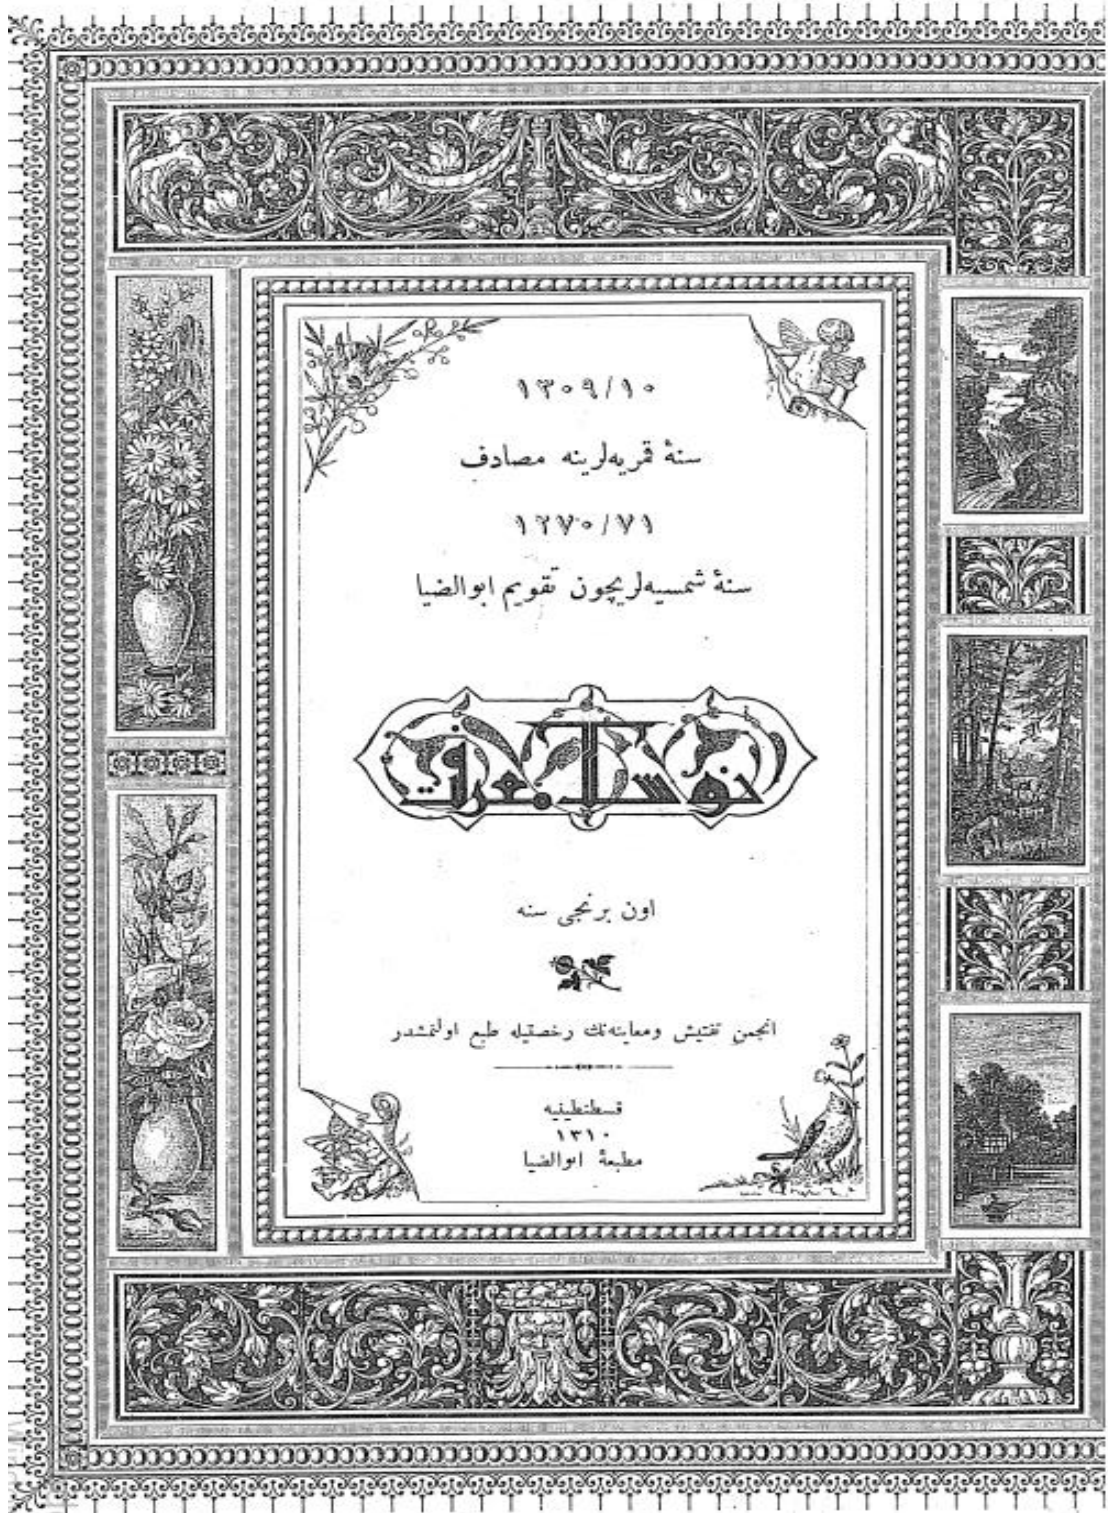 ١٣٠٩/١٠
سنهٔ قمریه‌لرینه مصادف
١٢٧٠/٧١
سنهٔ شمسیه‌لریچون تقویم ابوالضیا
نوسال معرفت
اون برنجی سنه
انجمن تفتیش ومعاینه‌نك رخصتیله طبع اولنمشدر
قسطنطینیه
١٣١٠
مطبعهٔ ابوالضیا